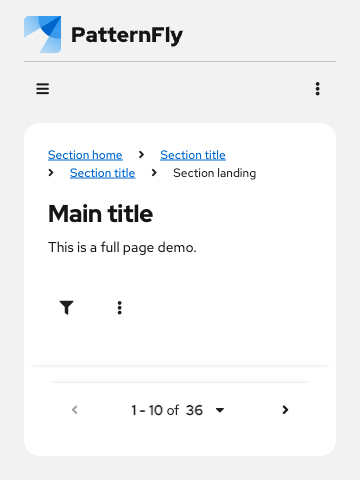 PatternFly
Section home Section title
Section title Section landing
Main title
This is a full page demo.
1 - 10 of 36